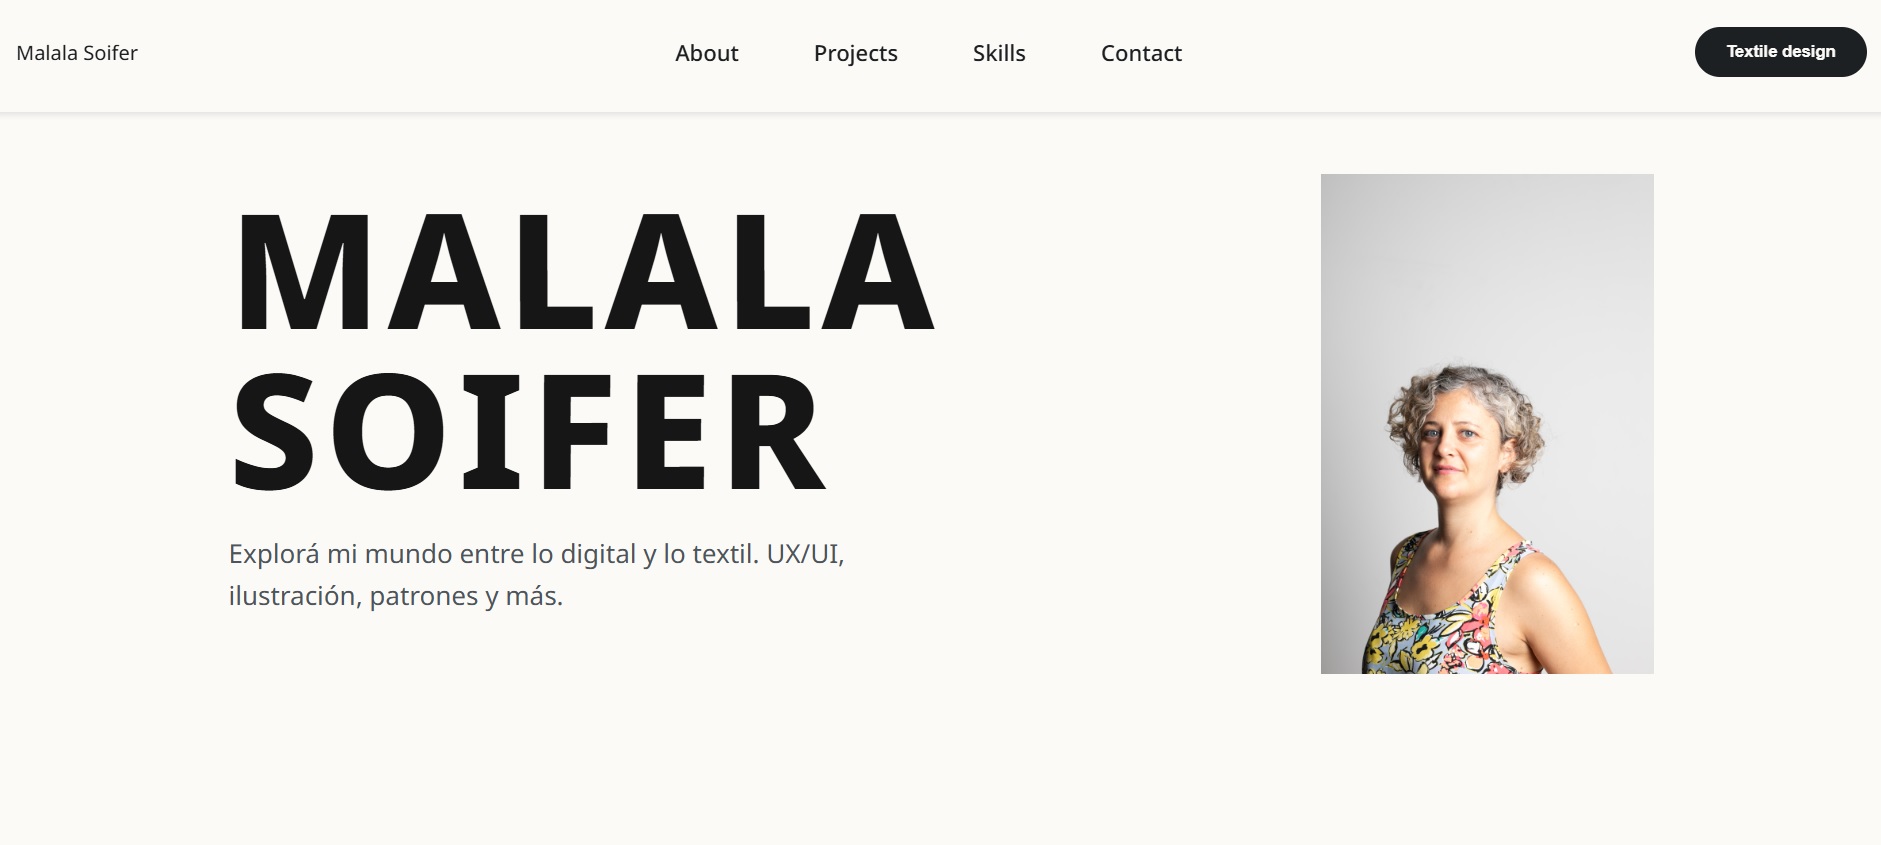 Malala Soifer
About Projects Skills Contact
Textile design
MALALA
SOIFER
Explorá mi mundo entre lo digital y lo textil. UX/UI,
ilustración, patrones y más.